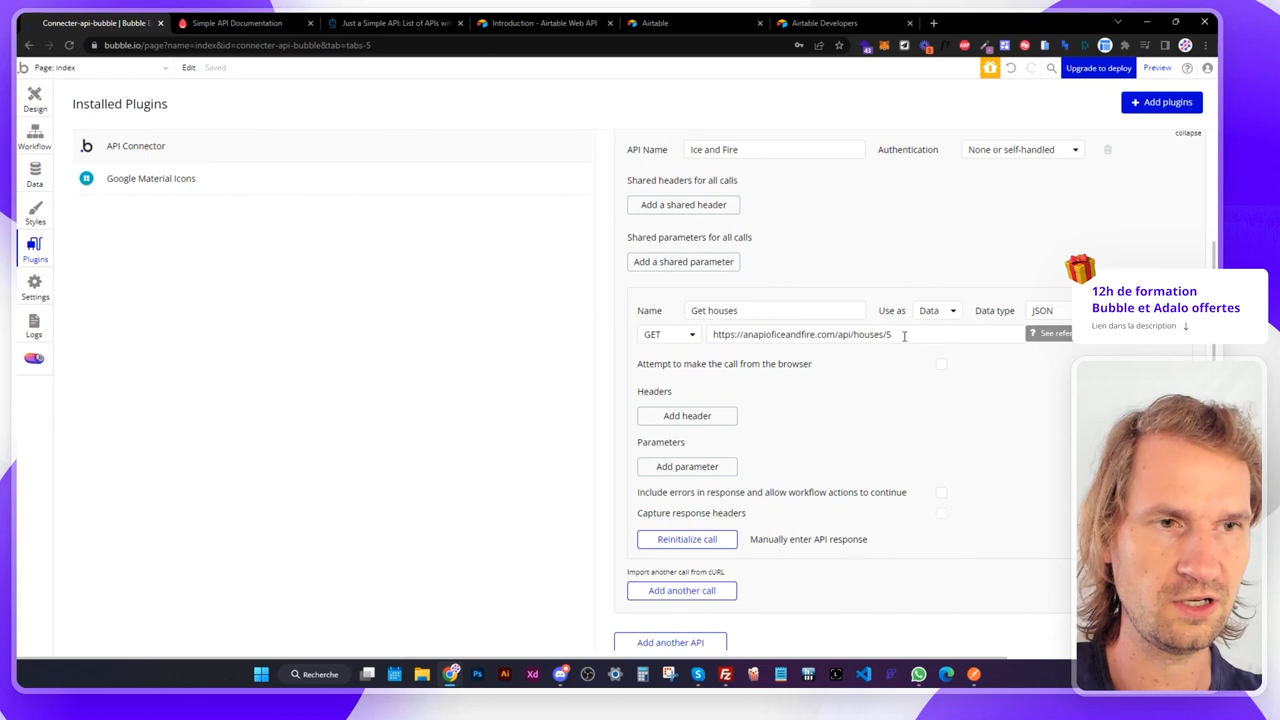 Connecter-api-bubble | Bubble E
Simple API Documentation
Just a Simple API: List of APIs wit
Introduction - Airtable Web API
Airtable
Airtable Developers
bubble.io/page?name=index&id=connecter-api-bubble&tab=tabs-5
Page: index
Edit
Saved
Upgrade to deploy
Preview
Design
Workflow
Data
Styles
Plugins
Settings
Logs
Installed Plugins
+ Add plugins
API Connector
Google Material Icons
collapse
API Name
Ice and Fire
Authentication
None or self-handled
Shared headers for all calls
Add a shared header
Shared parameters for all calls
Add a shared parameter
Name
Get houses
Use as
Data
Data type
JSON
GET
https://anapioficeandfire.com/api/houses/5
? See refer
Attempt to make the call from the browser
Headers
Add header
Parameters
Add parameter
Include errors in response and allow workflow actions to continue
Capture response headers
Reinitialize call
Manually enter API response
Import another call from cURL
Add another call
Add another API
12h de formation
Bubble et Adalo offertes
Lien dans la description ↓
Recherche